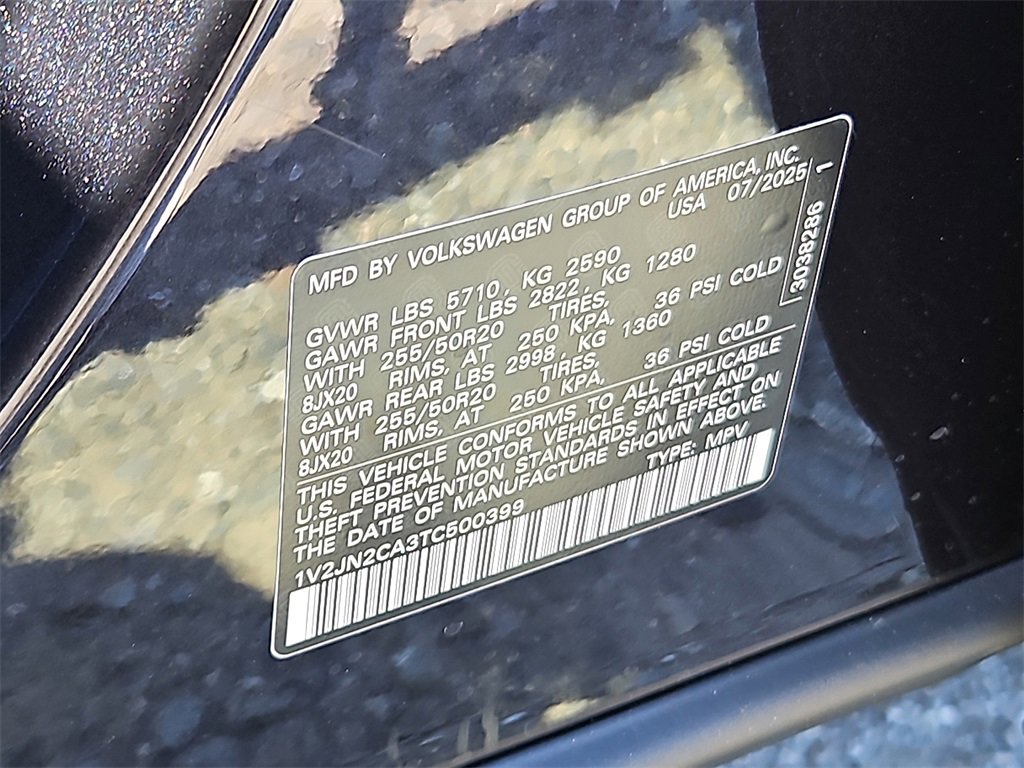 MFD BY VOLKSWAGEN GROUP OF AMERICA, INC.
USA 07/2025 1
GVWR LBS 5710, KG 2590
GAWR FRONT LBS 2822, KG 1280
WITH 255/50R20 TIRES,
8JX20 RIMS, AT 250 KPA, 36 PSI COLD
GAWR REAR LBS 2998, KG 1360
WITH 255/50R20 TIRES,
8JX20 RIMS, AT 250 KPA, 36 PSI COLD
THIS VEHICLE CONFORMS TO ALL APPLICABLE
U.S. FEDERAL MOTOR VEHICLE SAFETY AND
THEFT PREVENTION STANDARDS IN EFFECT ON
THE DATE OF MANUFACTURE SHOWN ABOVE.
1V2JN2CA3TC500399 TYPE: MPV